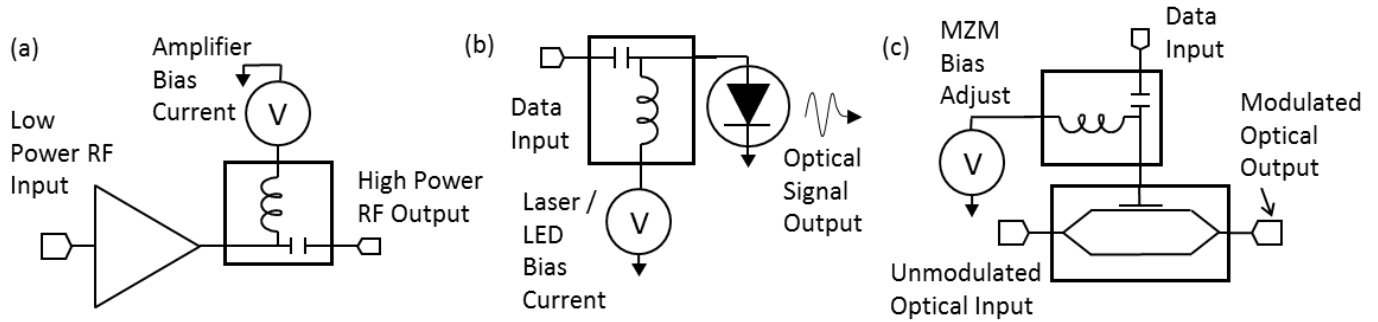 (a)
Amplifier
Bias
Current
V
Low
Power RF
Input
High Power
RF Output
(b)
Data
Input
V
Laser /
LED
Bias
Current
Optical
Signal
Output
(c)
MZM
Bias
Adjust
Data
Input
V
Modulated
Optical
Output
Unmodulated
Optical Input